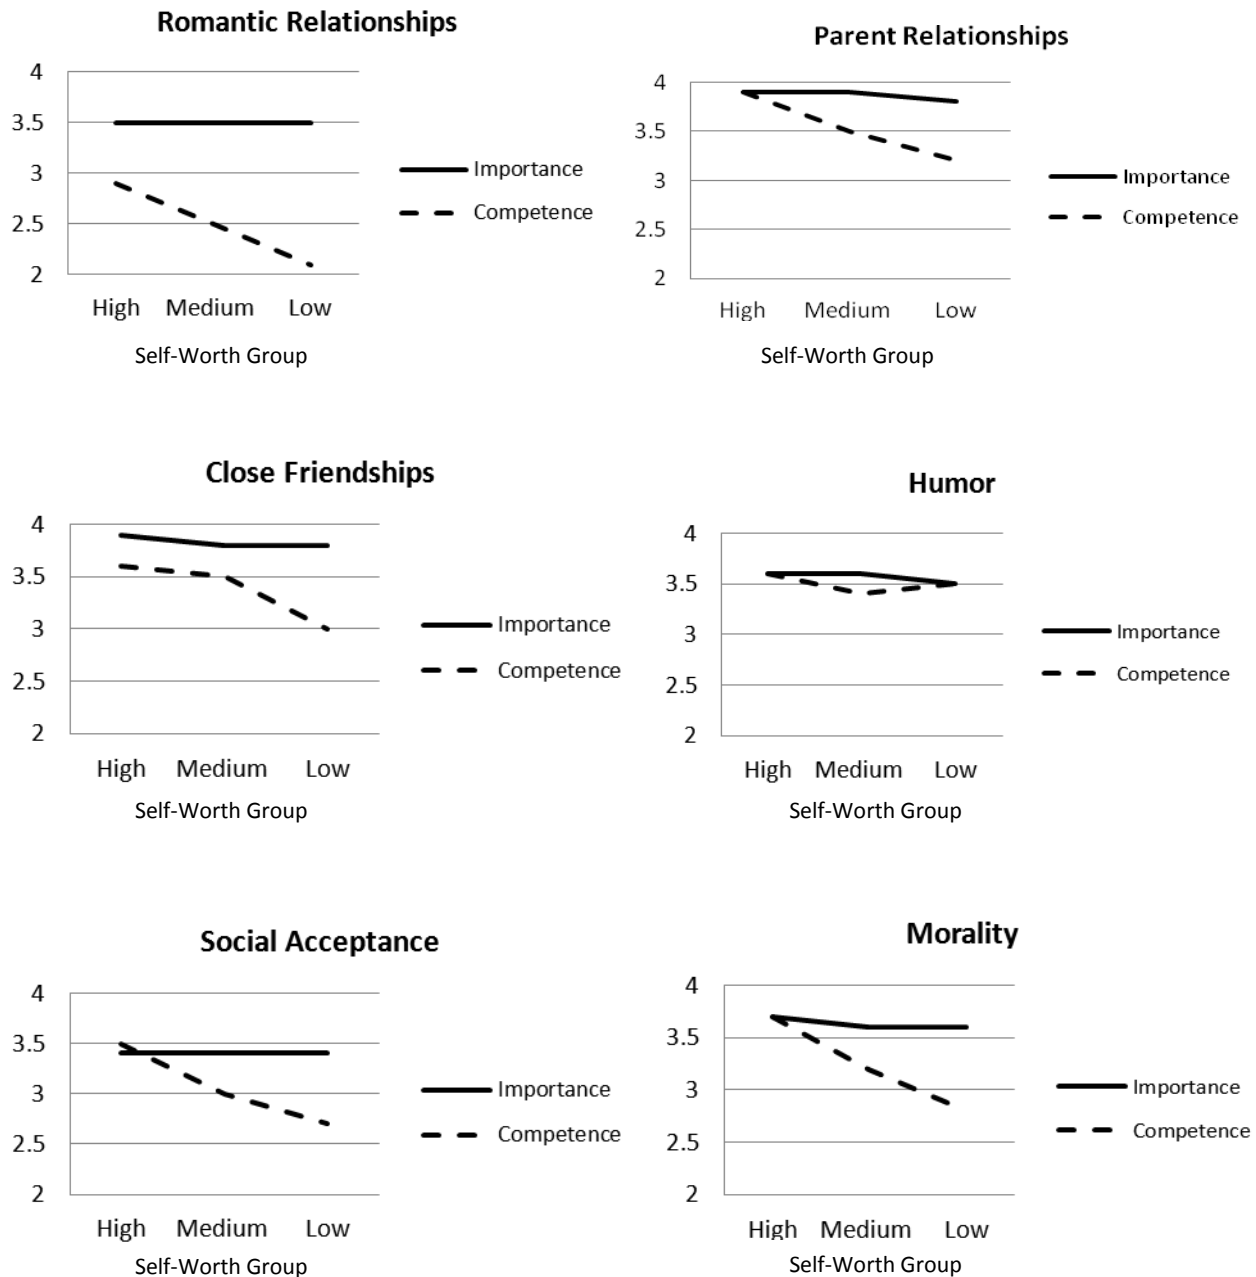 Romantic Relationships
4
3.5
3
2.5
2
Importance
Competence
High Medium Low
Self-Worth Group
Parent Relationships
4
3.5
3
2.5
2
Importance
Competence
High Medium Low
Self-Worth Group
Close Friendships
4
3.5
3
2.5
2
Importance
Competence
High Medium Low
Self-Worth Group
Humor
4
3.5
3
2.5
2
Importance
Competence
High Medium Low
Self-Worth Group
Social Acceptance
4
3.5
3
2.5
2
Importance
Competence
High Medium Low
Self-Worth Group
Morality
4
3.5
3
2.5
2
Importance
Competence
High Medium Low
Self-Worth Group